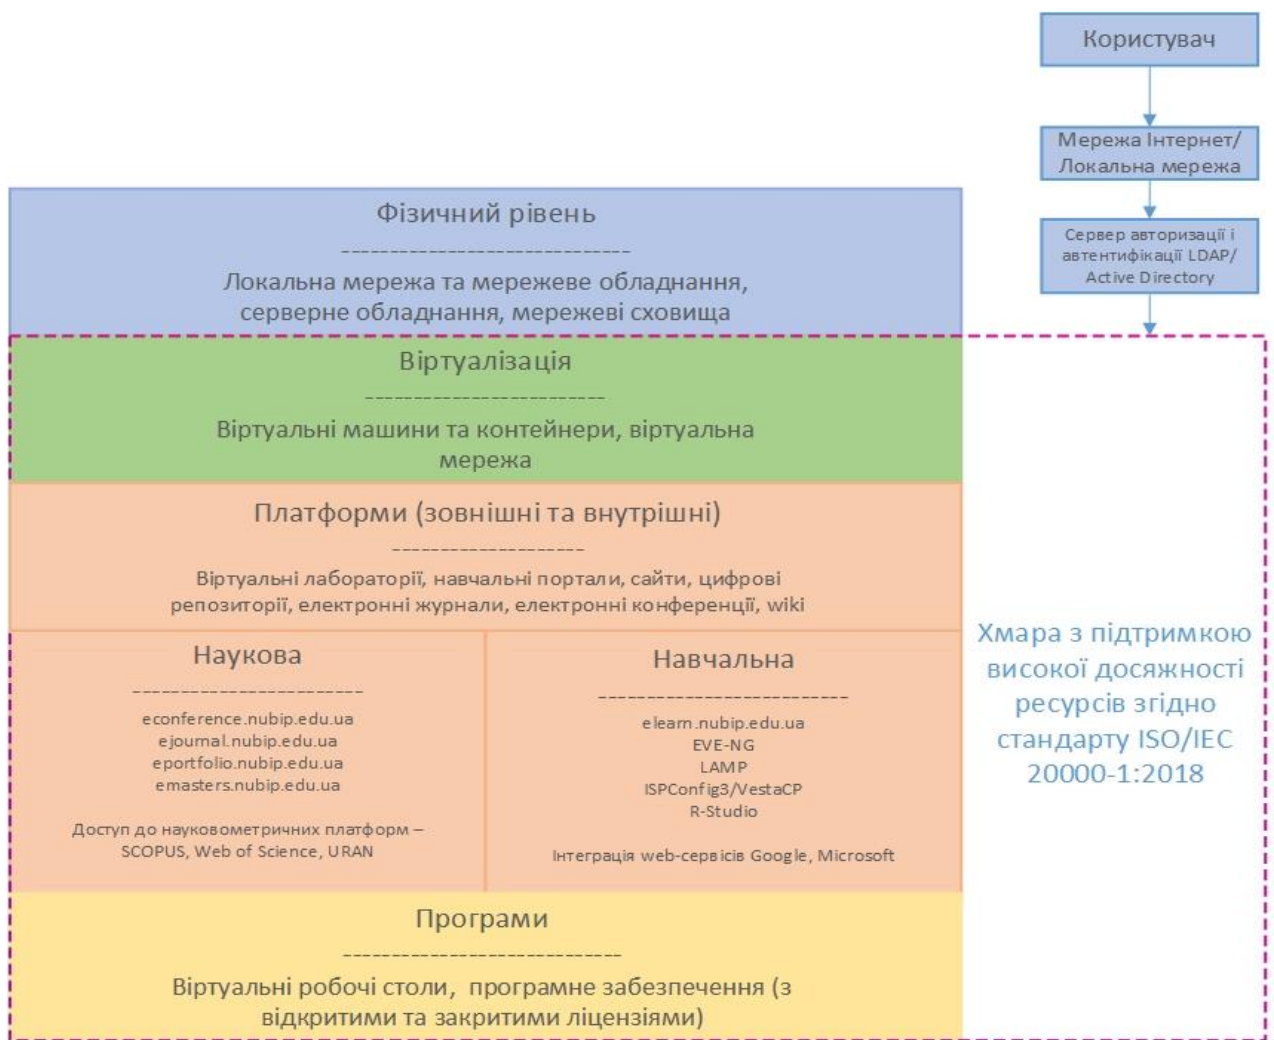 Користувач
Мережа Інтернет/
Локальна мережа
Сервер авторизації і
автентифікації LDAP/
Active Directory
Фізичний рівень
------------------------------
Локальна мережа та мережеве обладнання,
серверне обладнання, мережеві сховища
Віртуалізація
-------------------------
Віртуальні машини та контейнери, віртуальна
мережа
Платформи (зовнішні та внутрішні)
--------------------
Віртуальні лабораторії, навчальні портали, сайти, цифрові
репозиторії, електронні журнали, електронні конференції, wiki
Наукова
------------------------
econference.nubip.edu.ua
ejournal.nubip.edu.ua
eportfolio.nubip.edu.ua
emasters.nubip.edu.ua
Доступ до науковометричних платформ –
SCOPUS, Web of Science, URAN
Навчальна
--------------------------
elearn.nubip.edu.ua
EVE-NG
LAMP
ISPConfig3/VestaCP
R-Studio
Інтеграція web-сервісів Google, Microsoft
Програми
-----------------------------
Віртуальні робочі столи, програмне забезпечення (з
відкритими та закритими ліцензіями)
Хмара з підтримкою
високої досяжності
ресурсів згідно
стандарту ISO/IEC
20000-1:2018